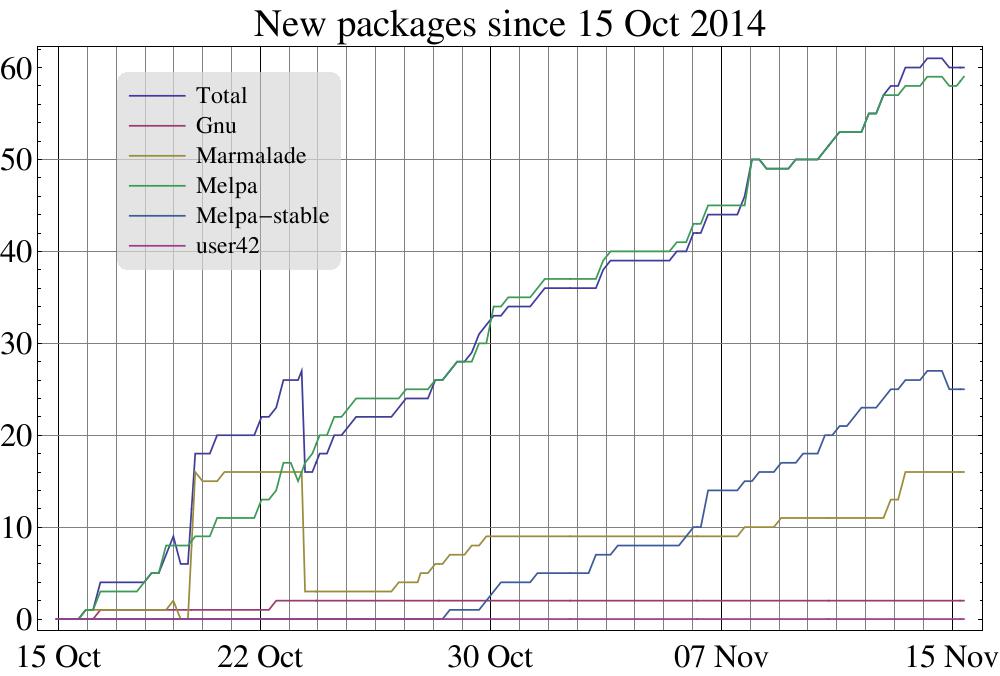 New packages since 15 Oct 2014
60
50
40
30
20
10
0
Total
Gnu
Marmalade
Melpa
Melpa−stable
user42
15 Oct 22 Oct 30 Oct 07 Nov 15 Nov